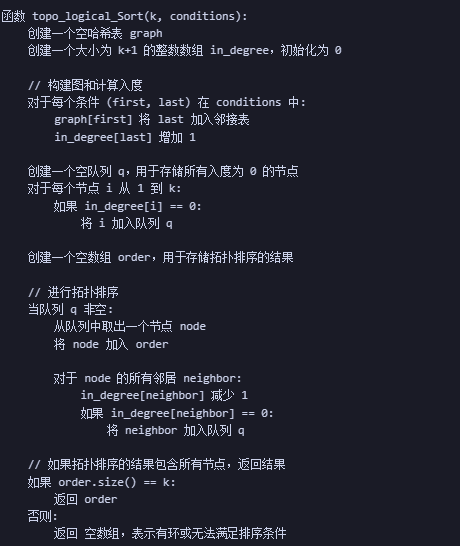 函数 topo_logical_Sort(k, conditions):
    创建一个空哈希表 graph
    创建一个大小为 k+1 的整数数组 in_degree，初始化为 0

    // 构建图和计算入度
    对于每个条件 (first, last) 在 conditions 中:
        graph[first] 将 last 加入邻接表
        in_degree[last] 增加 1

    创建一个空队列 q，用于存储所有入度为 0 的节点
    对于每个节点 i 从 1 到 k:
        如果 in_degree[i] == 0:
            将 i 加入队列 q

    创建一个空数组 order，用于存储拓扑排序的结果

    // 进行拓扑排序
    当队列 q 非空:
        从队列中取出一个节点 node
        将 node 加入 order

        对于 node 的所有邻居 neighbor:
            in_degree[neighbor] 减少 1
            如果 in_degree[neighbor] == 0:
                将 neighbor 加入队列 q

    // 如果拓扑排序的结果包含所有节点，返回结果
    如果 order.size() == k:
        返回 order
    否则:
        返回 空数组，表示有环或无法满足排序条件